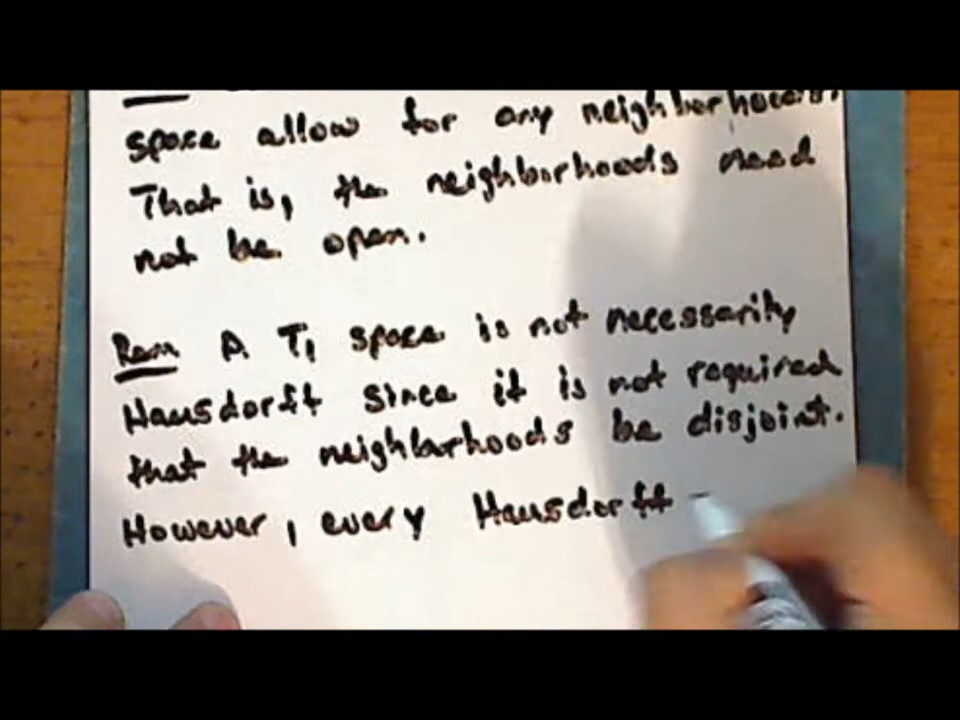 space allow for any neighborhoods.
That is, the neighborhoods need
not be open.
Rem A T1 space is not necessarily
Hausdorff since it is not required
that the neighborhoods be disjoint.
However, every Hausdorff